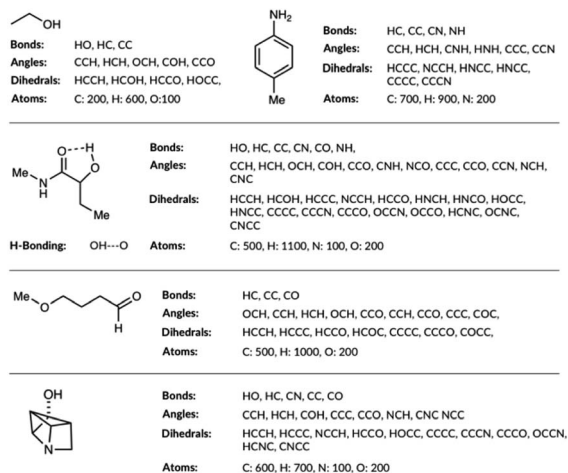 OH
Bonds: HO, HC, CC
Angles: CCH, HCH, OCH, COH, CCO
Dihedrals: HCCH, HCOH, HCCO, HOCC,
Atoms: C: 200, H: 600, O:100
NH2
Me
Bonds: HC, CC, CN, NH
Angles: CCH, HCH, CNH, HNH, CCC, CCN
Dihedrals: HCCC, NCCH, HNCC, HNCC,
CCCC, CCCN
Atoms: C: 700, H: 900, N: 200
O---H
O
Me
N
H
Me
H-Bonding: OH---O
Bonds: HO, HC, CC, CN, CO, NH,
Angles: CCH, HCH, OCH, COH, CCO, CNH, NCO, CCC, CCO, CCN, NCH,
CNC
Dihedrals: HCCH, HCOH, HCCC, NCCH, HCCO, HNCH, HNCO, HOCC,
HNCC, CCCC, CCCN, CCCO, OCCN, OCCO, HCNC, OCNC,
CNCC
Atoms: C: 500, H: 1100, N: 100, O: 200
Me
O
O
H
Bonds: HC, CC, CO
Angles: OCH, CCH, HCH, OCH, CCO, CCH, CCO, CCC, COC,
Dihedrals: HCCH, HCCC, HCCO, HCOC, CCCC, CCCO, COCC,
Atoms: C: 500, H: 1000, O: 200
OH
N
Bonds: HO, HC, CN, CC, CO
Angles: CCH, HCH, COH, CCC, CCO, NCH, CNC NCC
Dihedrals: HCCH, HCCC, NCCH, HCCO, HOCC, CCCC, CCCN, CCCO, OCCN,
HCNC, CNCC
Atoms: C: 600, H: 700, N: 100, O: 200